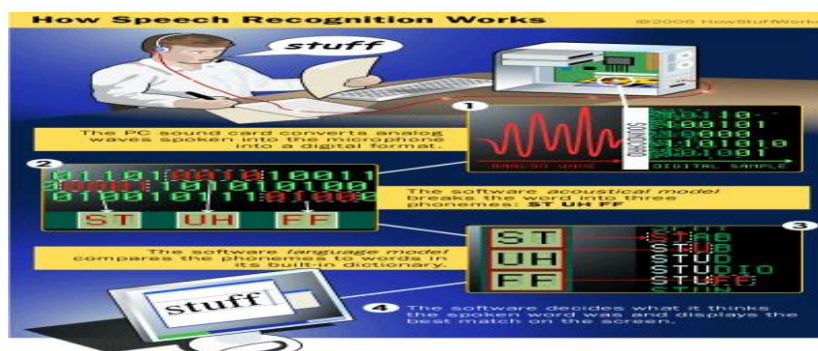 How Speech Recognition Works
©2006 HowStuffWorks
stuff
1
The PC sound card converts analog
waves spoken into the microphone
into a digital format.
ANALOG WAVE
SOUNDCARD
DIGITAL SAMPLE
2
ST UH FF
The software acoustical model
breaks the word into three
phonemes: ST UH FF
3
The software language model
compares the phonemes to words in
its built-in dictionary.
ST
UH
FF
STAB
STUB
STUD
STUDIO
STUFF
stuff
4
The software decides what it thinks
the spoken word was and displays the
best match on the screen.